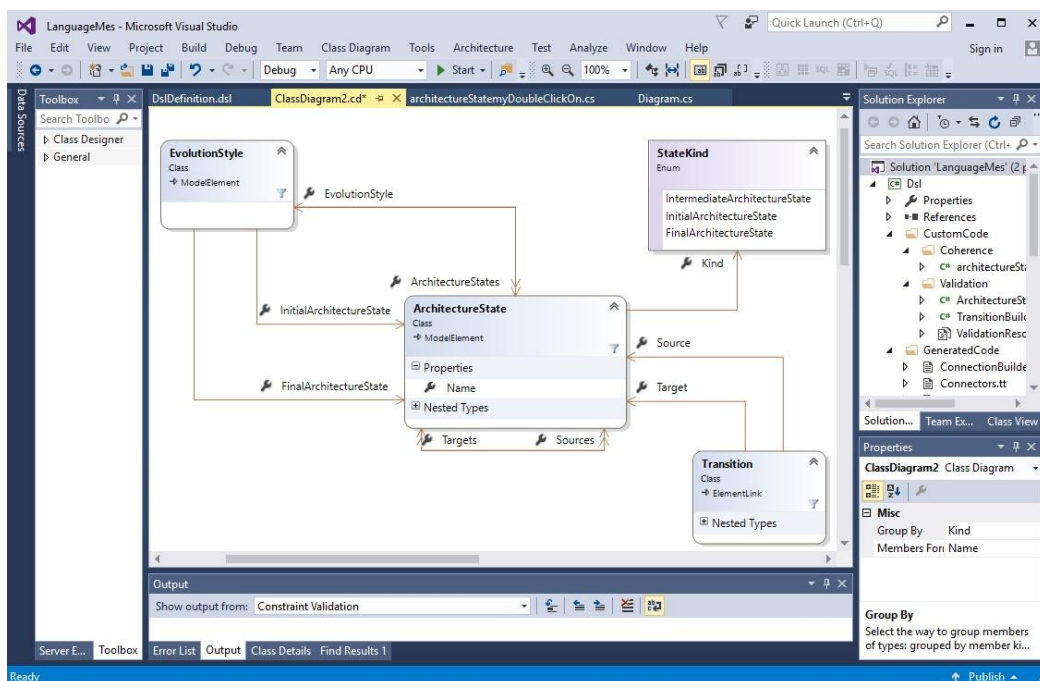 LanguageMes - Microsoft Visual Studio
Quick Launch (Ctrl+Q)
File Edit View Project Build Debug Team Class Diagram Tools Architecture Test Analyze Window Help
Sign in
Debug Any CPU Start 100%
Data Sources
Toolbox
Search Toolbo
Class Designer
General
DslDefinition.dsl ClassDiagram2.cd* architectureStatemyDoubleClickOn.cs Diagram.cs
EvolutionStyle
Class
ModelElement
EvolutionStyle
StateKind
Enum
IntermediateArchitectureState
InitialArchitectureState
FinalArchitectureState
Kind
ArchitectureStates
InitialArchitectureState
FinalArchitectureState
ArchitectureState
Class
ModelElement
Properties
Name
Nested Types
Source
Target
Targets Sources
Transition
Class
ElementLink
Nested Types
Output
Show output from: Constraint Validation
Server E... Toolbox
Error List Output Class Details Find Results 1
Solution Explorer
Search Solution Explorer (Ctrl+
Solution 'LanguageMes' (2 p
C# Dsl
Properties
References
CustomCode
Coherence
C# architectureSta
Validation
C# ArchitectureSt
C# TransitionBuild
ValidationResc
GeneratedCode
ConnectionBuilde
Connectors.tt
Solution... Team Ex... Class View
Properties
ClassDiagram2 Class Diagram
Misc
Group By Kind
Members Forı Name
Group By
Select the way to group members
of types: grouped by member ki...
Ready
Publish